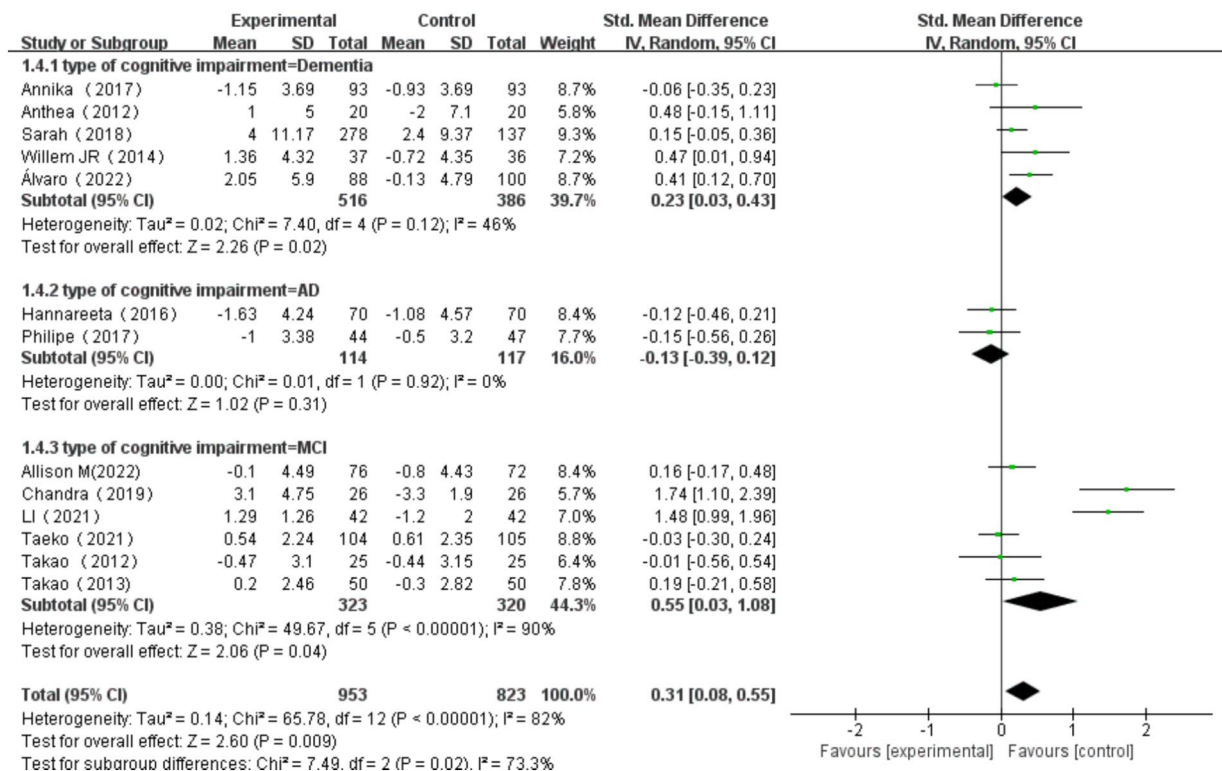 Experimental Control Std. Mean Difference Std. Mean Difference
Study or Subgroup Mean SD Total Mean SD Total Weight IV, Random, 95% CI IV, Random, 95% CI
1.4.1 type of cognitive impairment=Dementia
Annika（2017） -1.15 3.69 93 -0.93 3.69 93 8.7% -0.06 [-0.35, 0.23]
Anthea（2012） 1 5 20 -2 7.1 20 5.8% 0.48 [-0.15, 1.11]
Sarah（2018） 4 11.17 278 2.4 9.37 137 9.3% 0.15 [-0.05, 0.36]
Willem JR（2014） 1.36 4.32 37 -0.72 4.35 36 7.2% 0.47 [0.01, 0.94]
Álvaro（2022） 2.05 5.9 88 -0.13 4.79 100 8.7% 0.41 [0.12, 0.70]
Subtotal (95% CI) 516 386 39.7% 0.23 [0.03, 0.43]
Heterogeneity: Tau² = 0.02; Chi² = 7.40, df = 4 (P = 0.12); I² = 46%
Test for overall effect: Z = 2.26 (P = 0.02)
1.4.2 type of cognitive impairment=AD
Hannareeta（2016） -1.63 4.24 70 -1.08 4.57 70 8.4% -0.12 [-0.46, 0.21]
Philipe（2017） -1 3.38 44 -0.5 3.2 47 7.7% -0.15 [-0.56, 0.26]
Subtotal (95% CI) 114 117 16.0% -0.13 [-0.39, 0.12]
Heterogeneity: Tau² = 0.00; Chi² = 0.01, df = 1 (P = 0.92); I² = 0%
Test for overall effect: Z = 1.02 (P = 0.31)
1.4.3 type of cognitive impairment=MCI
Allison M(2022) -0.1 4.49 76 -0.8 4.43 72 8.4% 0.16 [-0.17, 0.48]
Chandra（2019） 3.1 4.75 26 -3.3 1.9 26 5.7% 1.74 [1.10, 2.39]
LI（2021） 1.29 1.26 42 -1.2 2 42 7.0% 1.48 [0.99, 1.96]
Taeko（2021） 0.54 2.24 104 0.61 2.35 105 8.8% -0.03 [-0.30, 0.24]
Takao（2012） -0.47 3.1 25 -0.44 3.15 25 6.4% -0.01 [-0.56, 0.54]
Takao（2013） 0.2 2.46 50 -0.3 2.82 50 7.8% 0.19 [-0.21, 0.58]
Subtotal (95% CI) 323 320 44.3% 0.55 [0.03, 1.08]
Heterogeneity: Tau² = 0.38; Chi² = 49.67, df = 5 (P < 0.00001); I² = 90%
Test for overall effect: Z = 2.06 (P = 0.04)
Total (95% CI) 953 823 100.0% 0.31 [0.08, 0.55]
Heterogeneity: Tau² = 0.14; Chi² = 65.78, df = 12 (P < 0.00001); I² = 82%
Test for overall effect: Z = 2.60 (P = 0.009)
Test for subgroup differences: Chi² = 7.49, df = 2 (P = 0.02), I² = 73.3%
-2 -1 0 1 2
Favours [experimental] Favours [control]